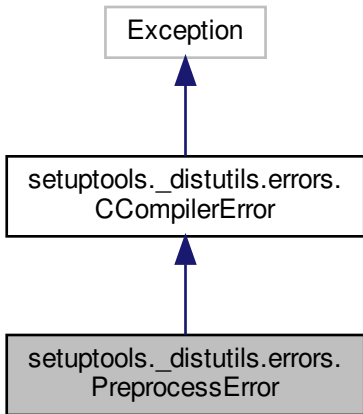 Exception
setuptools._distutils.errors.
CCompilerError
setuptools._distutils.errors.
PreprocessError